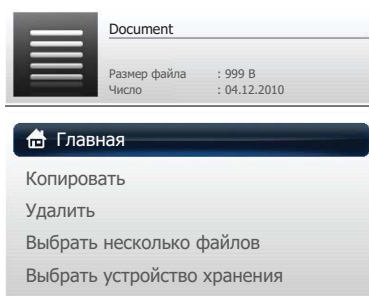 Document
Размер файла : 999 B
Число : 04.12.2010
Главная
Копировать
Удалить
Выбрать несколько файлов
Выбрать устройство хранения